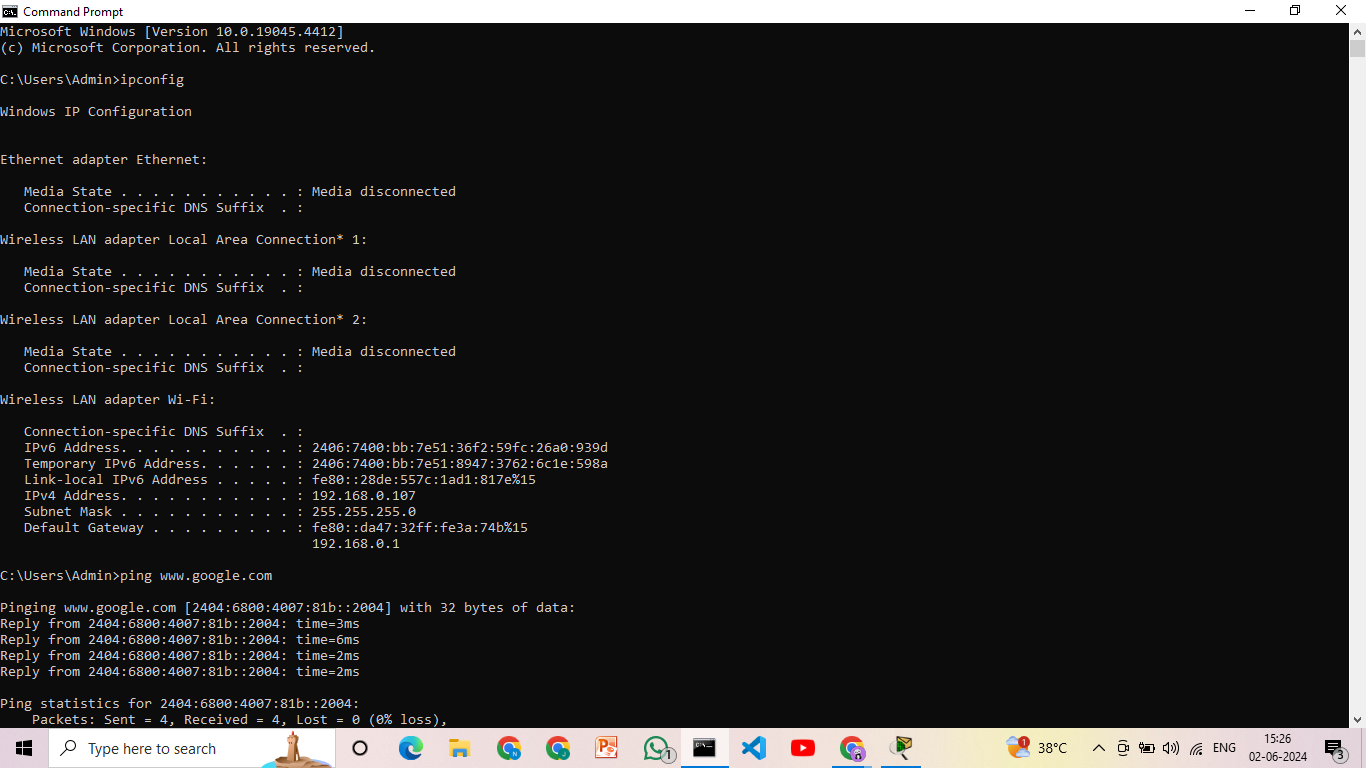 Command Prompt
Microsoft Windows [Version 10.0.19045.4412]
(c) Microsoft Corporation. All rights reserved.
C:\Users\Admin>ipconfig
Windows IP Configuration
Ethernet adapter Ethernet:
Media State . . . . . . . . . . . : Media disconnected
Connection-specific DNS Suffix  . :
Wireless LAN adapter Local Area Connection* 1:
Media State . . . . . . . . . . . : Media disconnected
Connection-specific DNS Suffix  . :
Wireless LAN adapter Local Area Connection* 2:
Media State . . . . . . . . . . . : Media disconnected
Connection-specific DNS Suffix  . :
Wireless LAN adapter Wi-Fi:
Connection-specific DNS Suffix  . :
IPv6 Address. . . . . . . . . . . : 2406:7400:bb:7e51:36f2:59fc:26a0:939d
Temporary IPv6 Address. . . . . . : 2406:7400:bb:7e51:8947:3762:6c1e:598a
Link-local IPv6 Address . . . . . : fe80::28de:557c:1ad1:817e%15
IPv4 Address. . . . . . . . . . . : 192.168.0.107
Subnet Mask . . . . . . . . . . . : 255.255.255.0
Default Gateway . . . . . . . . . : fe80::da47:32ff:fe3a:74b%15
192.168.0.1
C:\Users\Admin>ping www.google.com
Pinging www.google.com [2404:6800:4007:81b::2004] with 32 bytes of data:
Reply from 2404:6800:4007:81b::2004: time=3ms
Reply from 2404:6800:4007:81b::2004: time=6ms
Reply from 2404:6800:4007:81b::2004: time=2ms
Reply from 2404:6800:4007:81b::2004: time=2ms
Ping statistics for 2404:6800:4007:81b::2004:
Packets: Sent = 4, Received = 4, Lost = 0 (0% loss),
Type here to search
1
1
38°C
ENG
15:26
02-06-2024
3